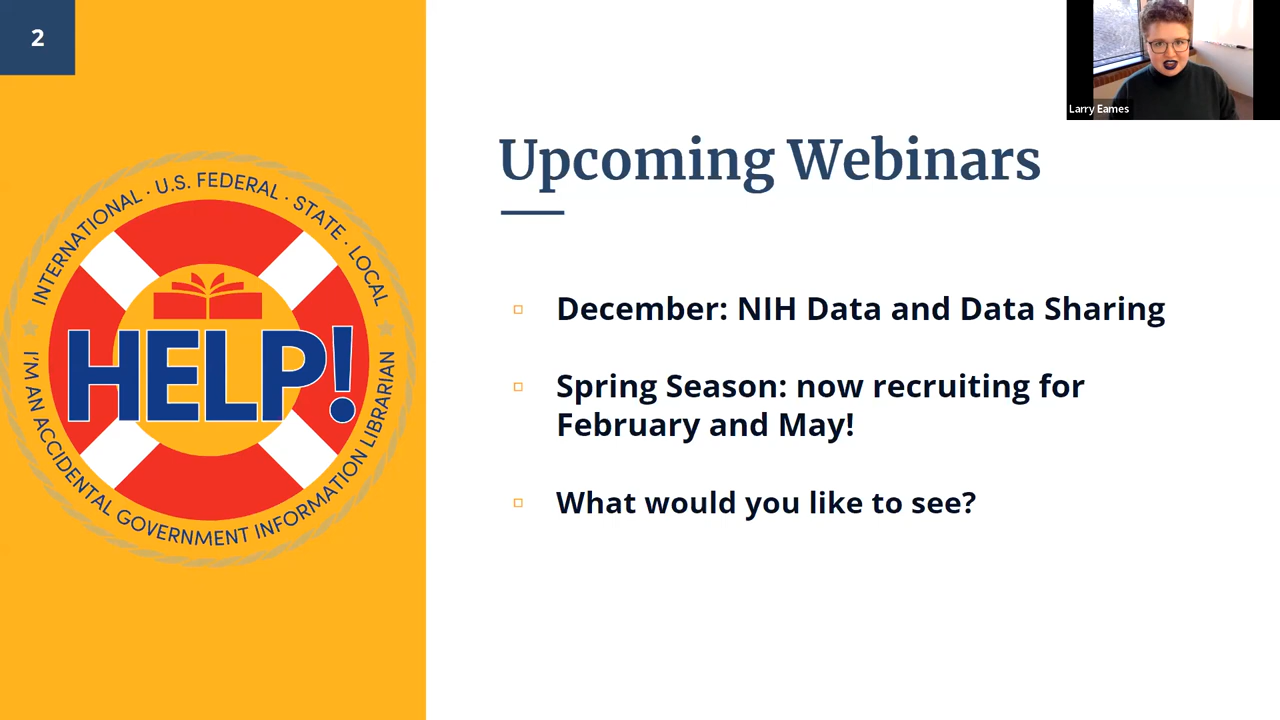 2
Larry Eames
Upcoming Webinars
INTERNATIONAL · U.S. FEDERAL · STATE · LOCAL
HELP!
I'M AN ACCIDENTAL GOVERNMENT INFORMATION LIBRARIAN
December: NIH Data and Data Sharing
Spring Season: now recruiting for
February and May!
What would you like to see?